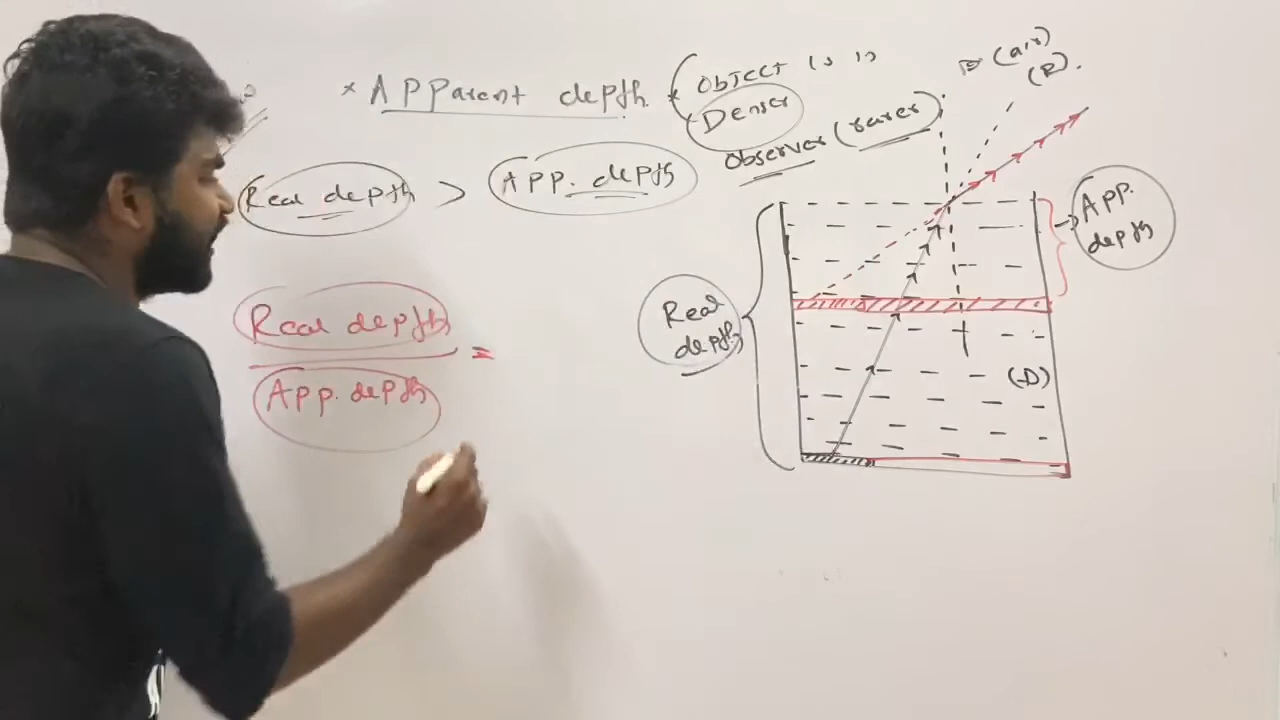 * Apparent depth
Object is in
Denser
Observer (rarer)
(air)
(R).
Real depth > App. depth
Real depth
App. depth
=
Real
depth
App.
depth
(D)